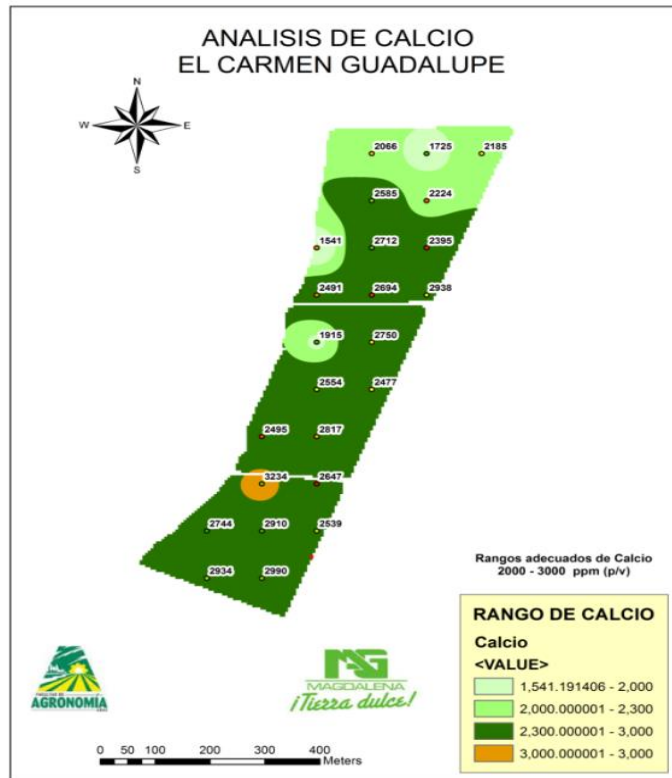 ANALISIS DE CALCIO
EL CARMEN GUADALUPE
N
W E
S
2066 1725 2185
2585 2224
1541 2712 2395
2491 2694 2938
1915 2750
2554 2477
2495 2817
3234 2647
2744 2910 2539
2934 2990
Rangos adecuados de Calcio
2000 - 3000 ppm (p/v)
RANGO DE CALCIO
Calcio
<VALUE>
1,541.191406 - 2,000
2,000.000001 - 2,300
2,300.000001 - 3,000
3,000.000001 - 3,000
AGRONOMIA
MAG
MAGDALENA
¡Tierra dulce!
0 50 100 200 300 400
Meters